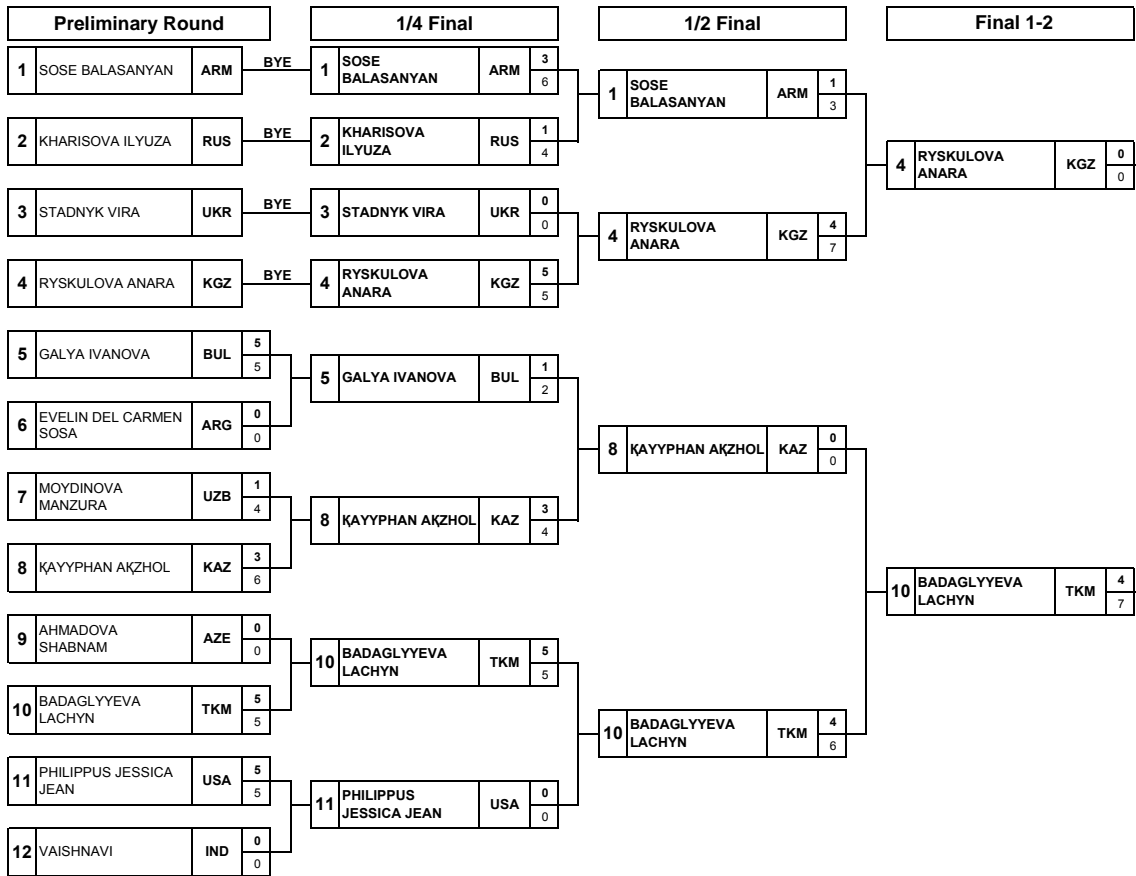 Preliminary Round
1/4 Final
1/2 Final
Final 1-2
1 SOSE BALASANYAN ARM
BYE
2 KHARISOVA ILYUZA RUS
BYE
3 STADNYK VIRA UKR
BYE
4 RYSKULOVA ANARA KGZ
BYE
5 GALYA IVANOVA BUL 5
5
6 EVELIN DEL CARMEN
SOSA
ARG 0
0
7 MOYDINOVA
MANZURA
UZB 1
4
8 ҚAYYPHAN AҚZHOL KAZ 3
6
9 AHMADOVA
SHABNAM
AZE 0
0
10 BADAGLYYEVA
LACHYN
TKM 5
5
11 PHILIPPUS JESSICA
JEAN
USA 5
5
12 VAISHNAVI IND 0
0
1 SOSE
BALASANYAN
ARM 3
6
2 KHARISOVA
ILYUZA
RUS 1
4
3 STADNYK VIRA UKR 0
0
4 RYSKULOVA
ANARA
KGZ 5
5
5 GALYA IVANOVA BUL 1
2
8 ҚAYYPHAN AҚZHOL KAZ 3
4
10 BADAGLYYEVA
LACHYN
TKM 5
5
11 PHILIPPUS
JESSICA JEAN
USA 0
0
1 SOSE
BALASANYAN
ARM 1
3
4 RYSKULOVA
ANARA
KGZ 4
7
8 ҚAYYPHAN AҚZHOL KAZ 0
0
10 BADAGLYYEVA
LACHYN
TKM 4
6
4 RYSKULOVA
ANARA
KGZ 0
0
10 BADAGLYYEVA
LACHYN
TKM 4
7